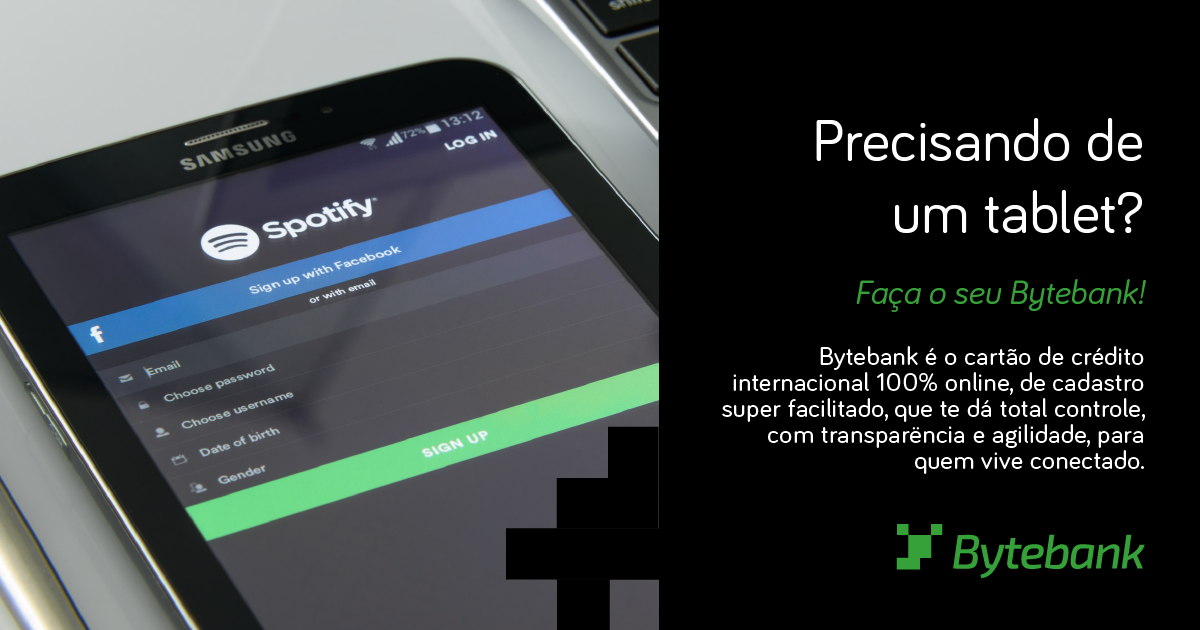 SAMSUNG
72% 13:12
LOG IN
Spotify
Sign up with Facebook
or with email
Email
Choose password
Choose username
Date of birth
Gender
SIGN UP
Precisando de
um tablet?
Faça o seu Bytebank!
Bytebank é o cartão de crédito
internacional 100% online, de cadastro
super facilitado, que te dá total controle,
com transparëncia e agilidade, para
quem vive conectado.
Bytebank